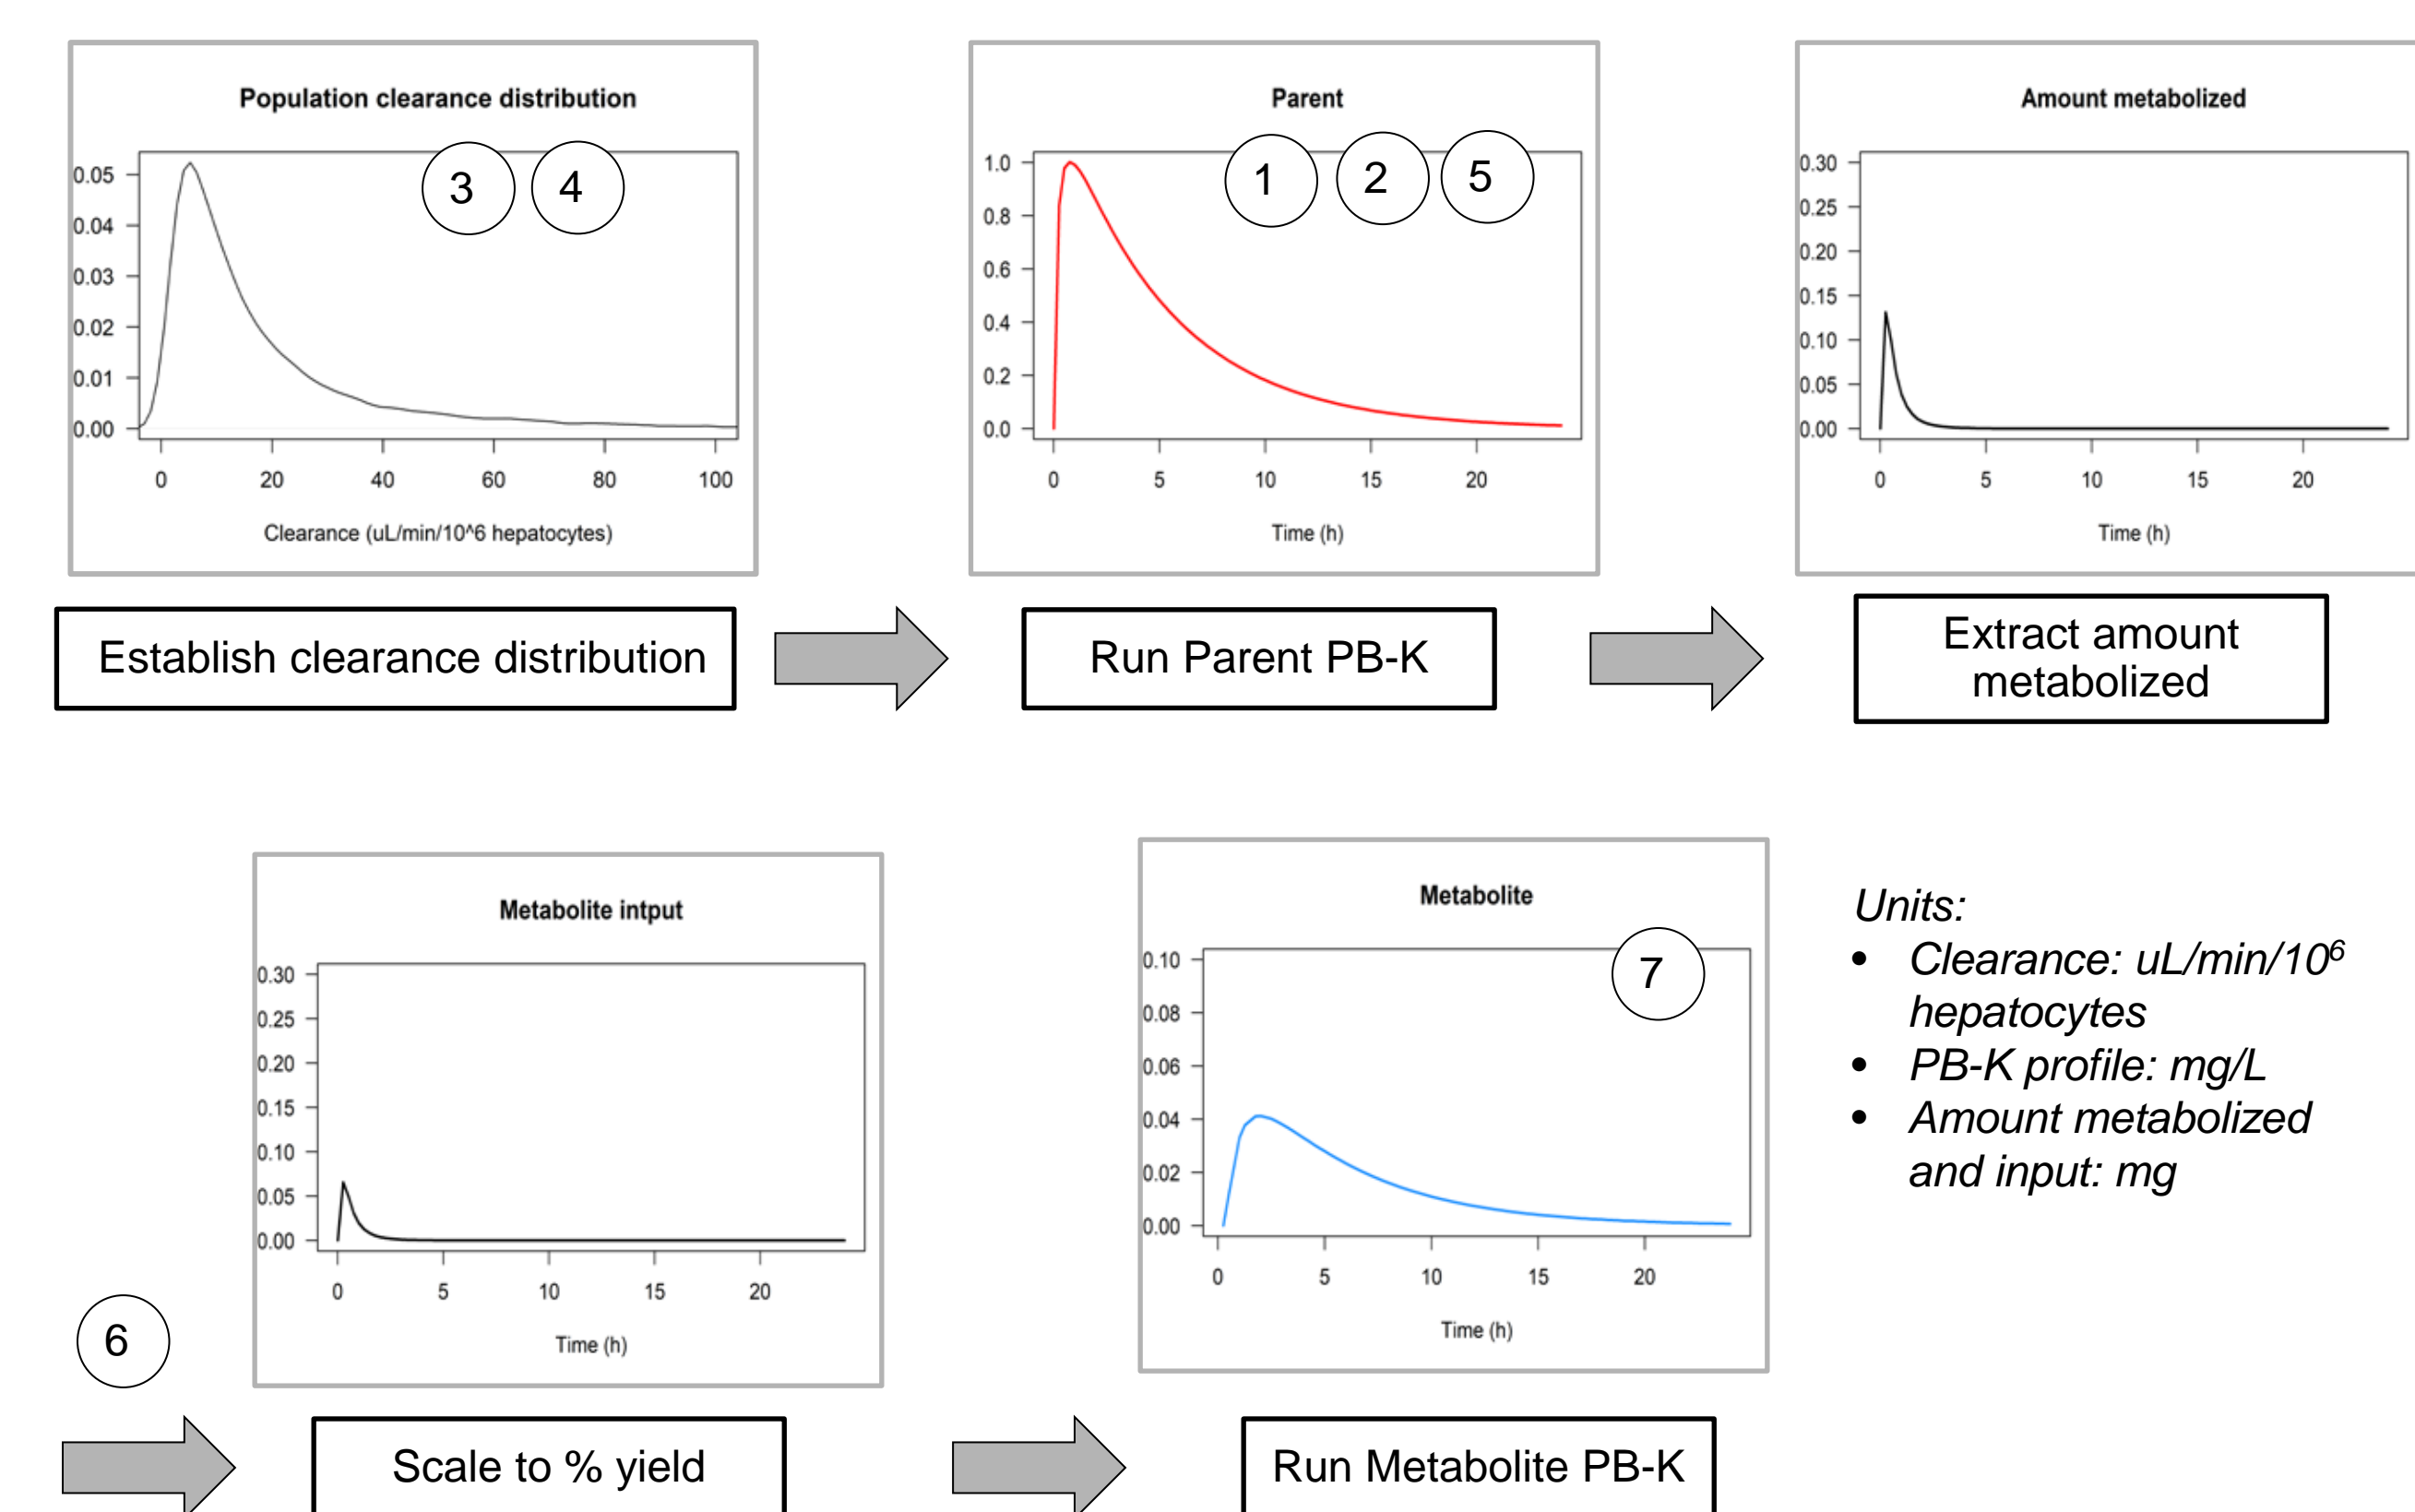 Population clearance distribution
3 4
0.05
0.04
0.03
0.02
0.01
0.00
0 20 40 60 80 100
Clearance (uL/min/10^6 hepatocytes)
Establish clearance distribution
Parent
1 2 5
1.0
0.8
0.6
0.4
0.2
0.0
0 5 10 15 20
Time (h)
Run Parent PB-K
Amount metabolized
0.30
0.25
0.20
0.15
0.10
0.05
0.00
0 5 10 15 20
Time (h)
Extract amount
metabolized
6
Metabolite intput
0.30
0.25
0.20
0.15
0.10
0.05
0.00
0 5 10 15 20
Time (h)
Scale to % yield
Metabolite
7
0.10
0.08
0.06
0.04
0.02
0.00
0 5 10 15 20
Time (h)
Run Metabolite PB-K
Units:
• Clearance: uL/min/10⁶
hepatocytes
• PB-K profile: mg/L
• Amount metabolized
and input: mg